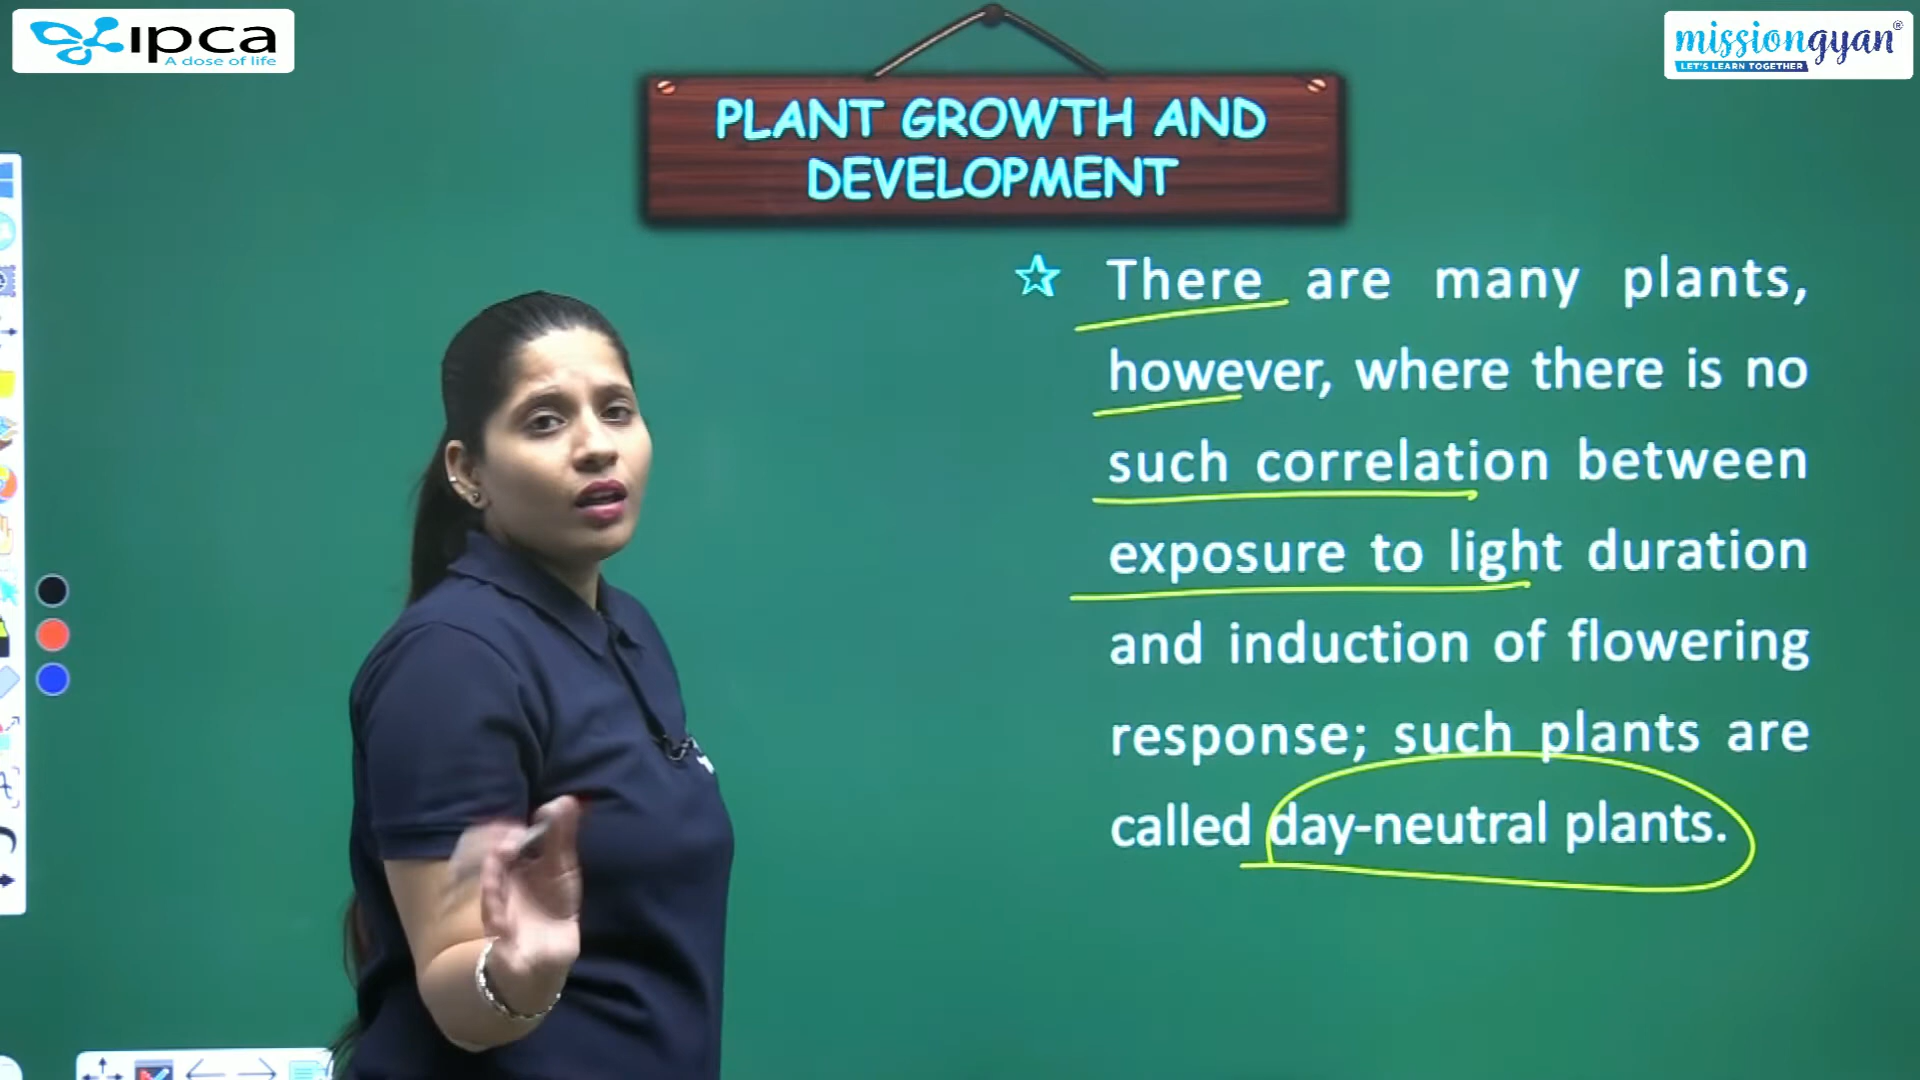 ipca
A dose of life
missiongyan®
LET'S LEARN TOGETHER
PLANT GROWTH AND
DEVELOPMENT
There are many plants,
however, where there is no
such correlation between
exposure to light duration
and induction of flowering
response; such plants are
called day-neutral plants.